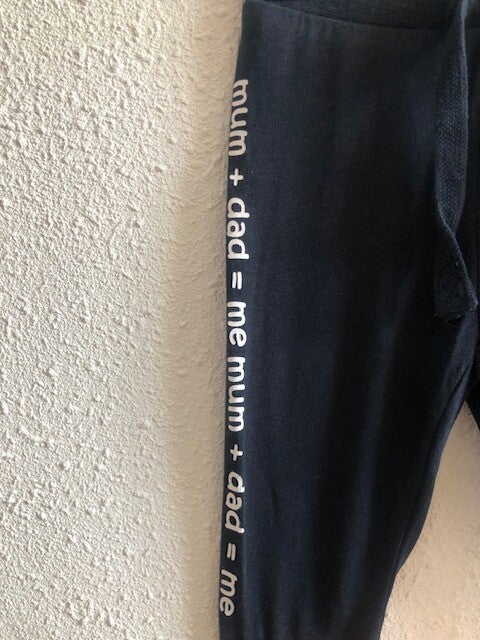 mum + dad = me mum + dad = me